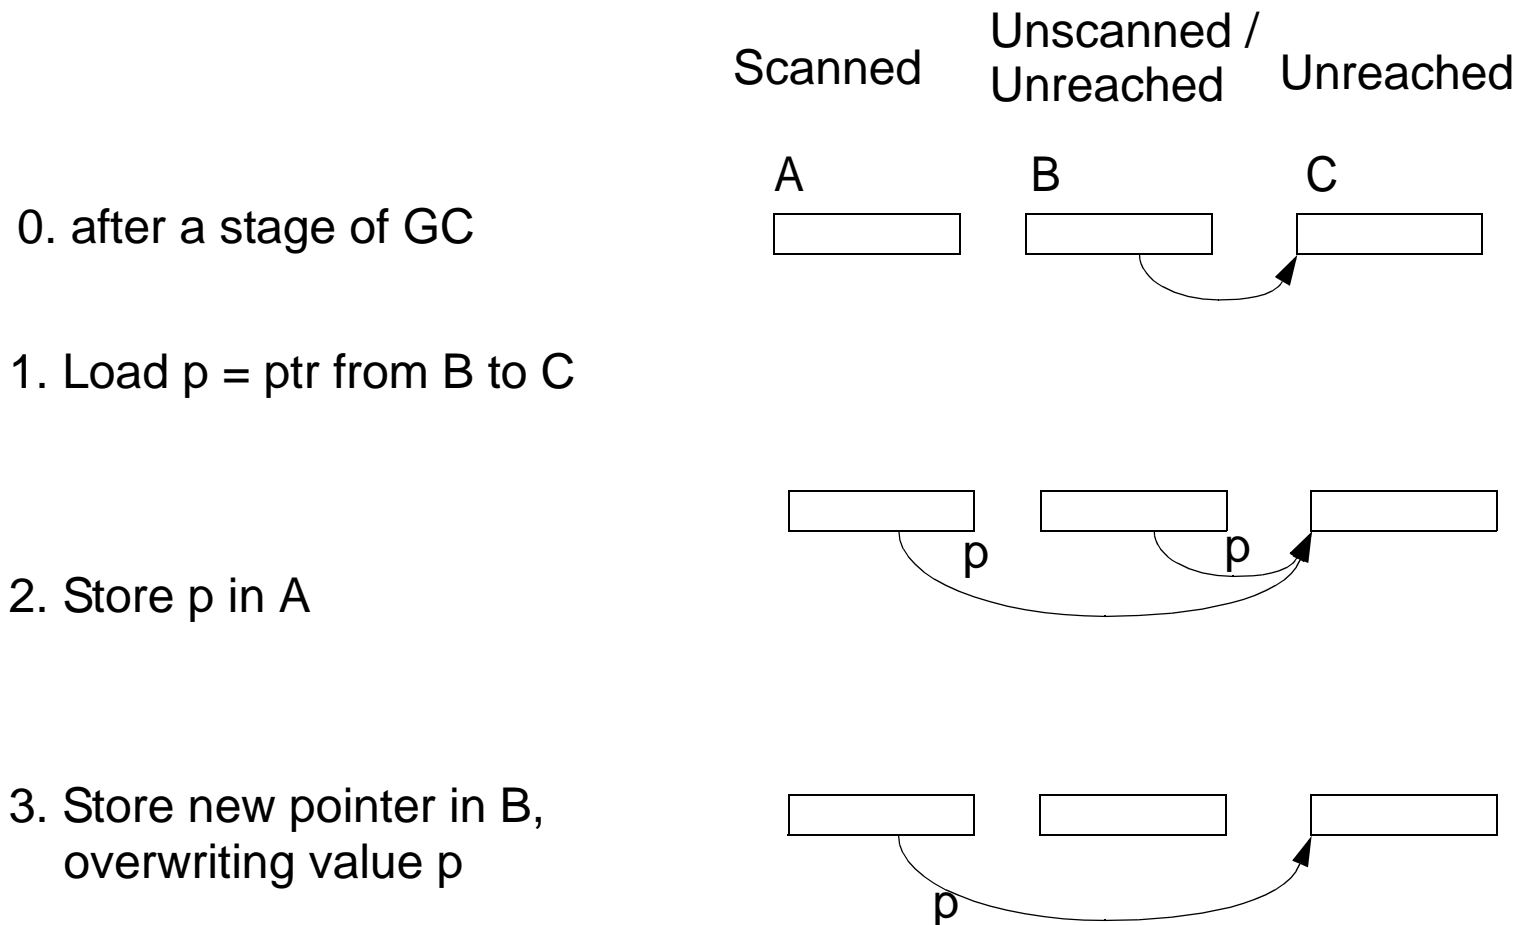 Scanned
Unscanned /
Unreached
Unreached
A
B
C
0. after a stage of GC
1. Load p = ptr from B to C
p
p
2. Store p in A
3. Store new pointer in B,
overwriting value p
p